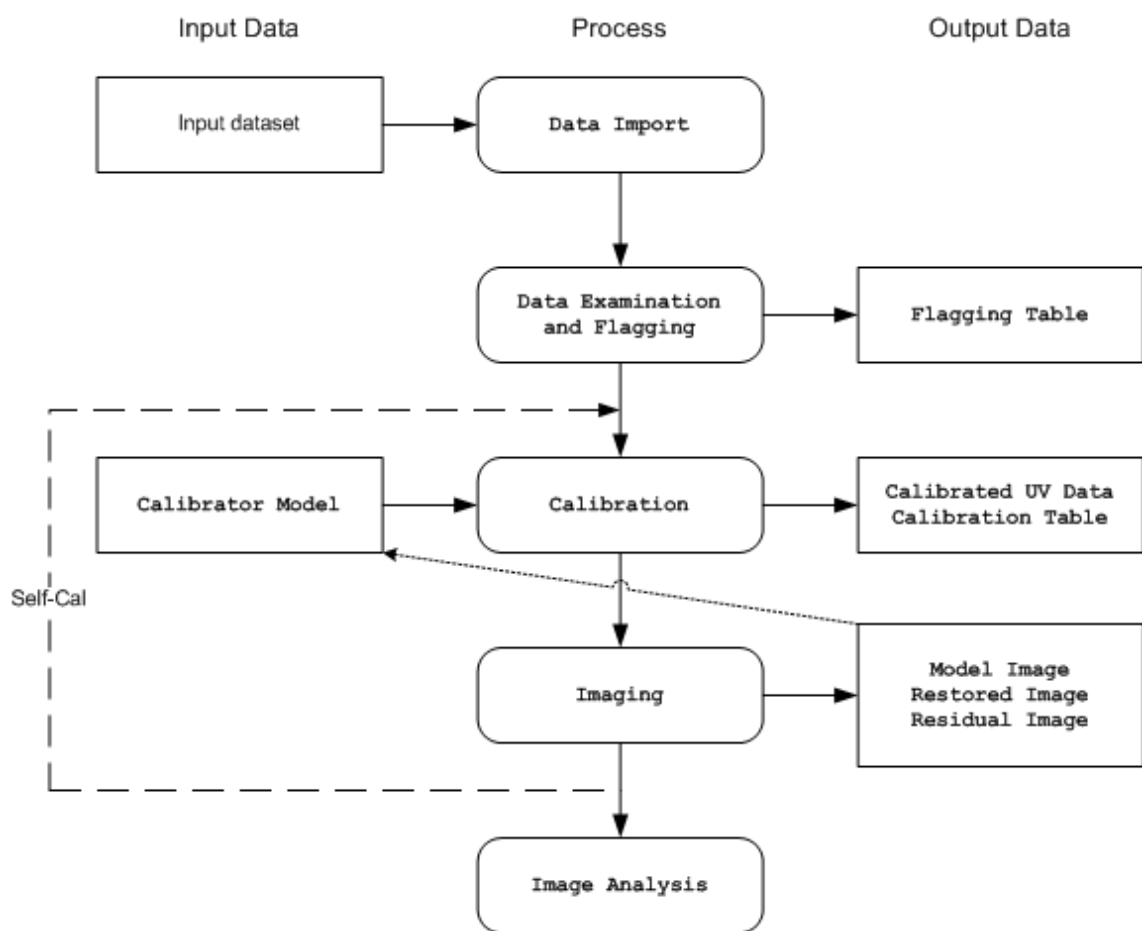 Input Data
Process
Output Data
Input dataset
Data Import
Data Examination
and Flagging
Flagging Table
Calibrator Model
Calibration
Calibrated UV Data
Calibration Table
Self-Cal
Imaging
Model Image
Restored Image
Residual Image
Image Analysis